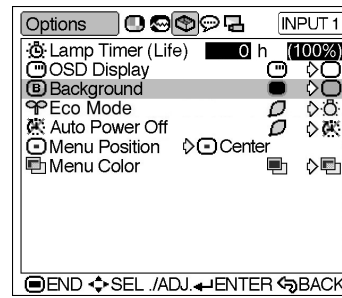 Options INPUT 1
Lamp Timer (Life) 0 h (100%)
OSD Display
B Background
Eco Mode
Auto Power Off
Menu Position Center
Menu Color
END SEL ./ADJ. ENTER BACK